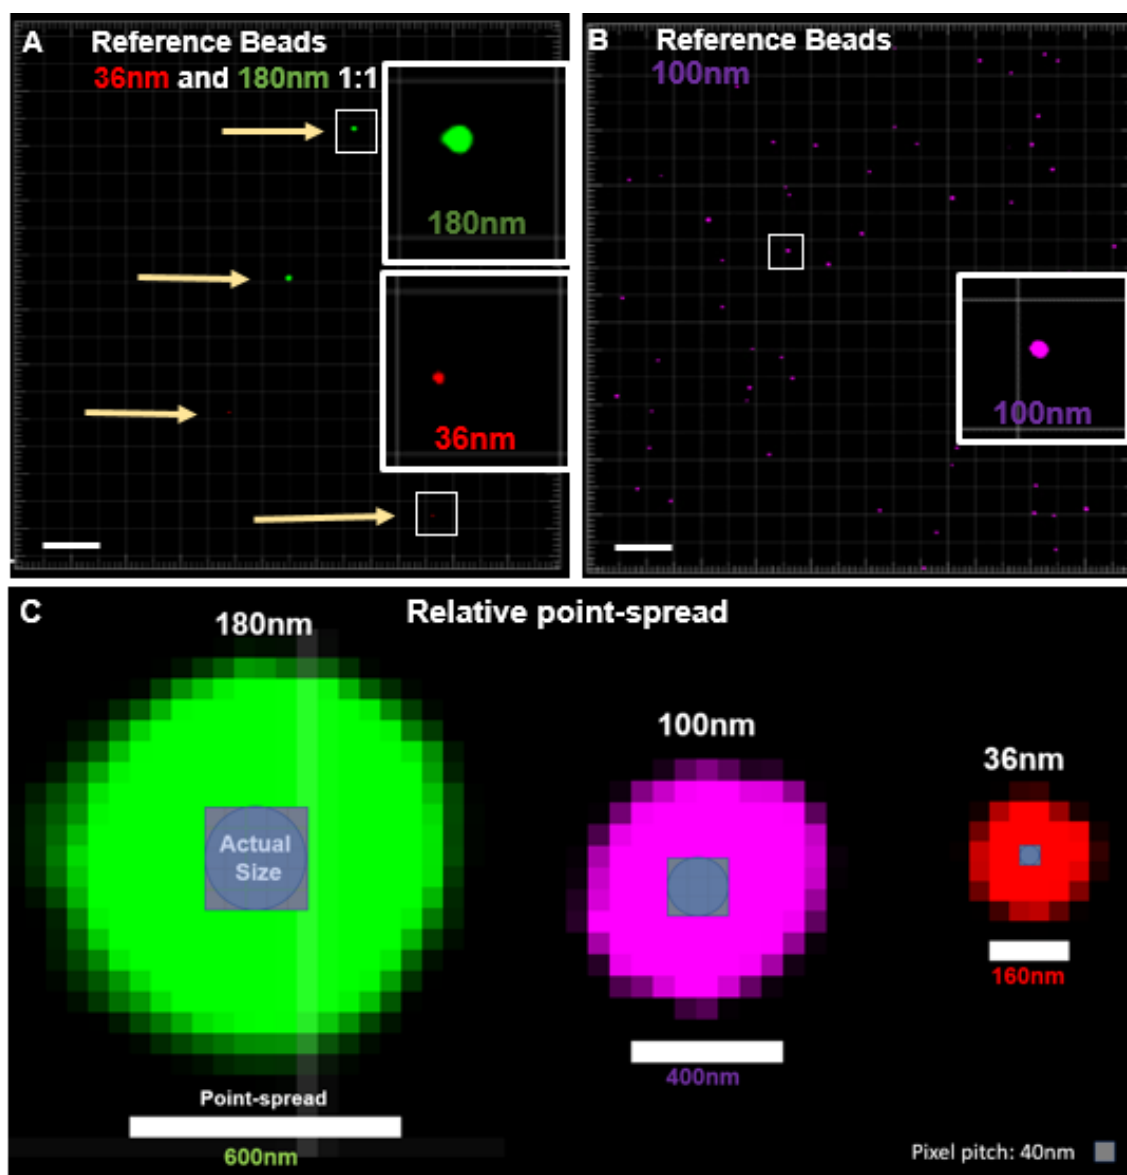 A Reference Beads
36nm and 180nm 1:1
180nm
36nm
B Reference Beads
100nm
100nm
C Relative point-spread
180nm
100nm
36nm
Actual
Size
160nm
400nm
Point-spread
600nm
Pixel pitch: 40nm